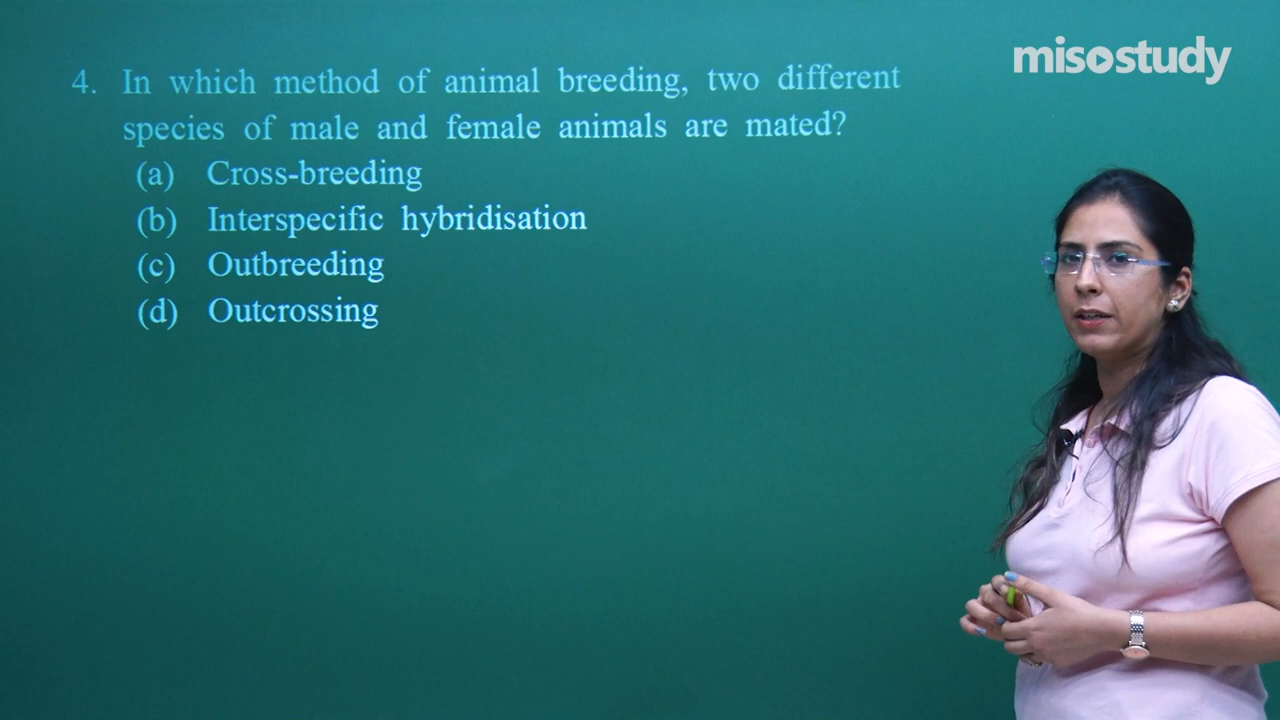 misostudy
4. In which method of animal breeding, two different
species of male and female animals are mated?
(a) Cross-breeding
(b) Interspecific hybridisation
(c) Outbreeding
(d) Outcrossing